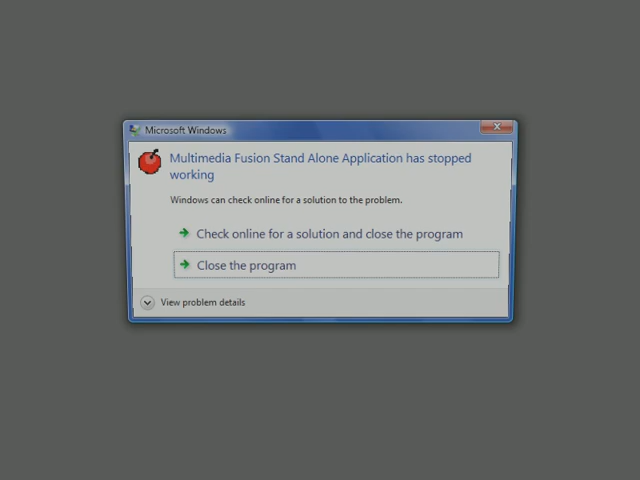 Microsoft Windows
Multimedia Fusion Stand Alone Application has stopped
working
Windows can check online for a solution to the problem.
Check online for a solution and close the program
Close the program
View problem details